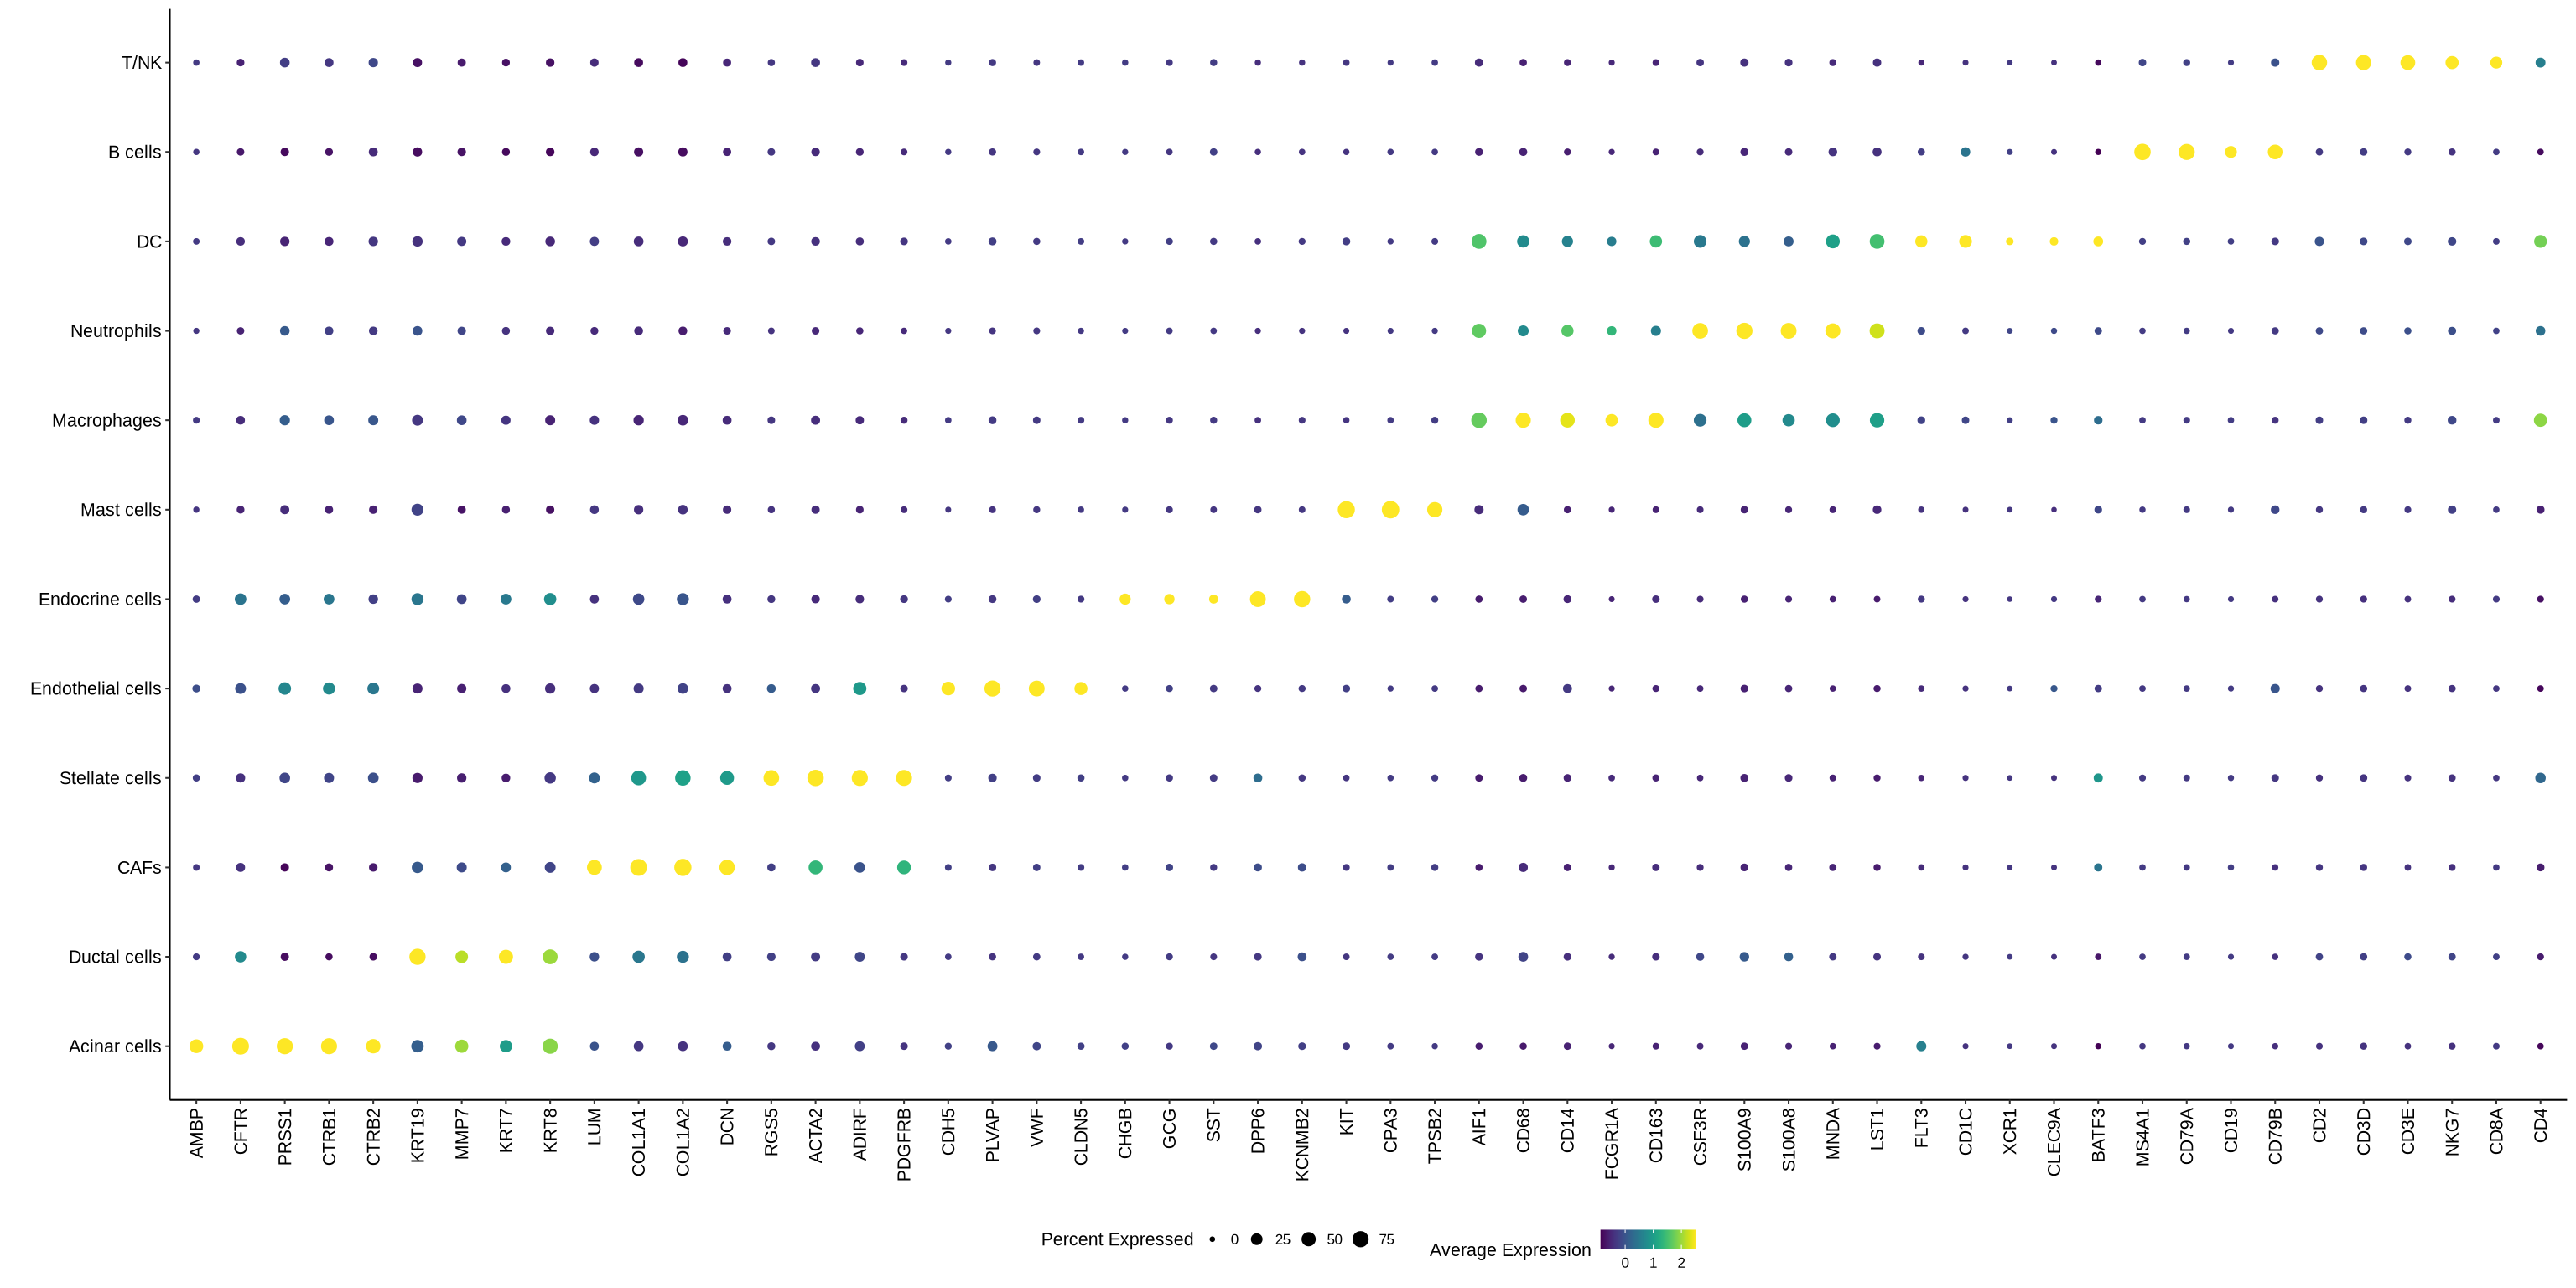 T/NK
B cells
DC
Neutrophils
Macrophages
Mast cells
Endocrine cells
Endothelial cells
Stellate cells
CAFs
Ductal cells
Acinar cells
AMBP
CFTR
PRSS1
CTRB1
CTRB2
KRT19
MMP7
KRT7
KRT8
LUM
COL1A1
COL1A2
DCN
RGS5
ACTA2
ADIRF
PDGFRB
CDH5
PLVAP
VWF
CLDN5
CHGB
GCG
SST
DPP6
KCNMB2
KIT
CPA3
TPSB2
AIF1
CD68
CD14
FCGR1A
CD163
CSF3R
S100A9
S100A8
MNDA
LST1
FLT3
CD1C
XCR1
CLEC9A
BATF3
MS4A1
CD79A
CD19
CD79B
CD2
CD3D
CD3E
NKG7
CD8A
CD4
Percent Expressed 0 25 50 75
Average Expression
0 1 2